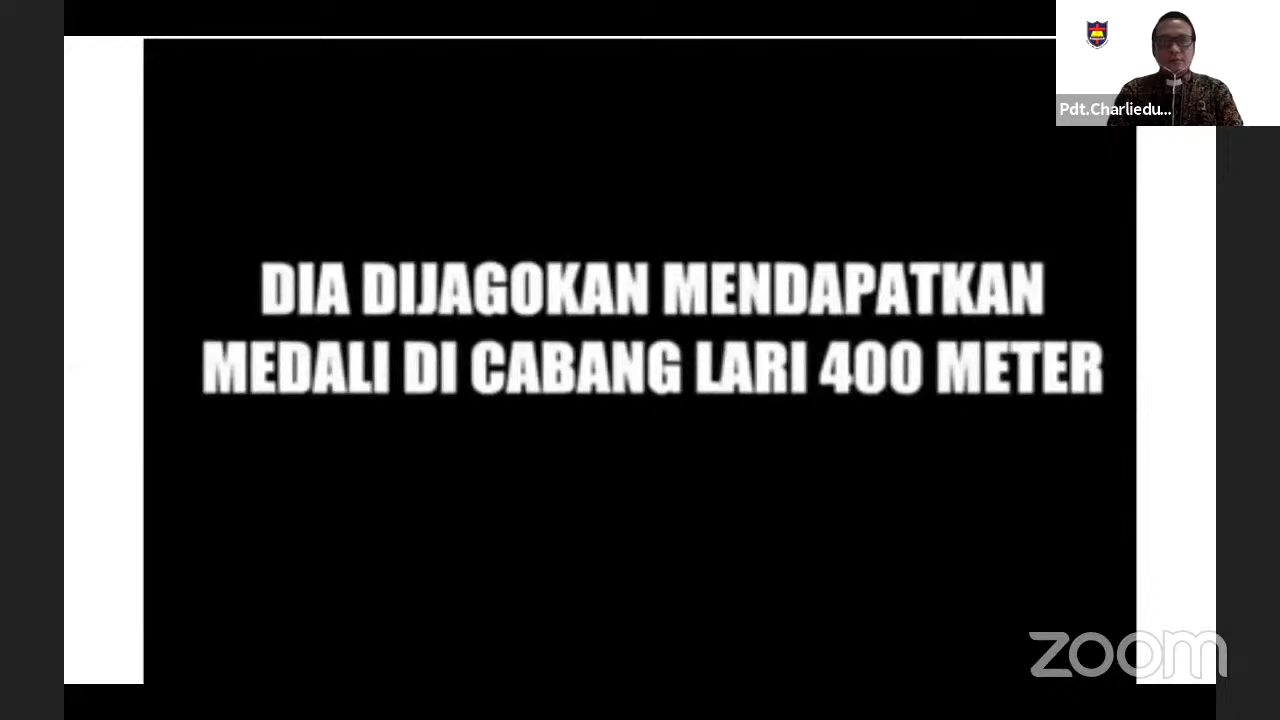 Pdt.Charliedu...
DIA DIJAGOKAN MENDAPATKAN
MEDALI DI CABANG LARI 400 METER
zoom